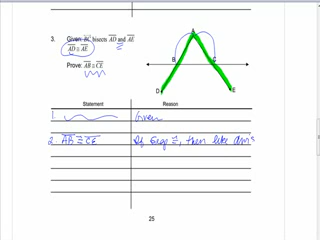 3. Given: BC bisects AD and AE
AD ≅ AE
Prove: AB ≅ CE
A
B
C
D
E
Statement Reason
1. Given
2. AB ≅ CE If segs ≅, then like div's
25